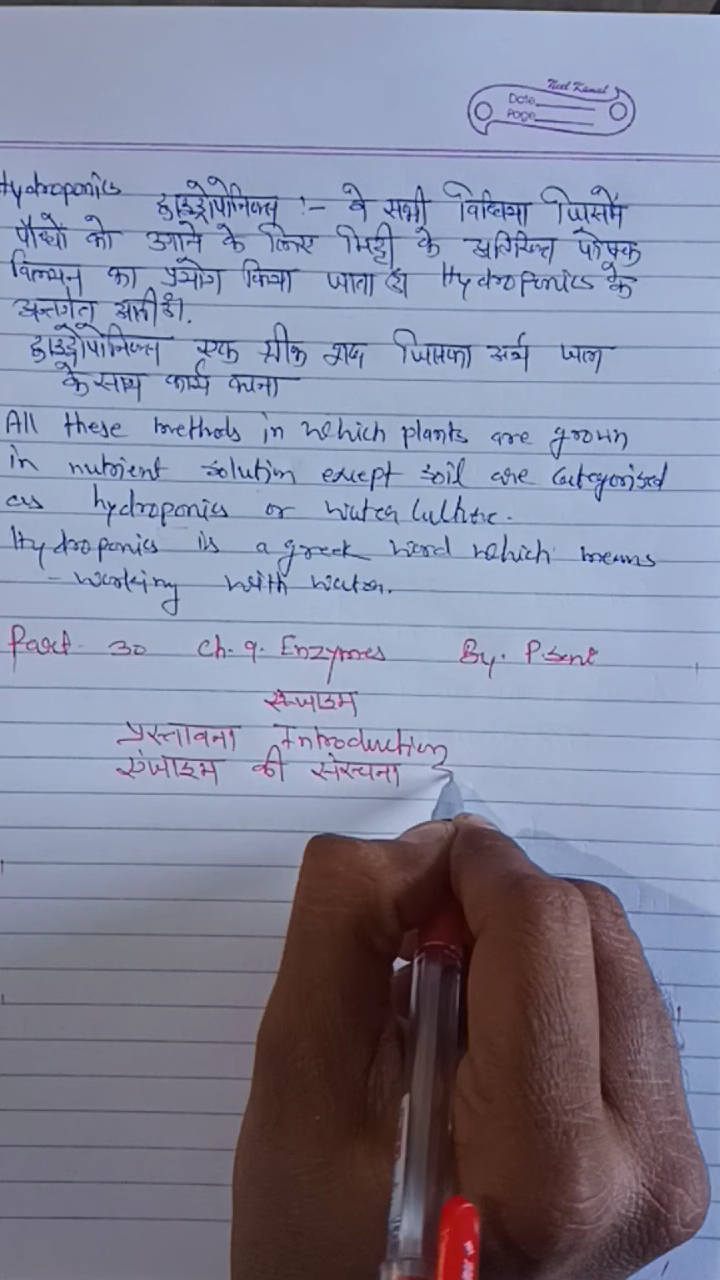 Neel Kamal
Date
Page
Hydroponics हाइड्रोपोनिक्स :- वे सभी विधिया जिसमें
पौधों को उगाने के लिए मिट्टी के अतिरिक्त पोषक
विलयन का प्रयोग किया जाता है Hydroponics के
अन्तर्गत आती है।
हाइड्रोपोनिक्स एक ग्रीक शब्द जिसका अर्थ जल
के साथ कार्य करना
All these methods in which plants are grown
in nutrient solution except soil are Categorised
as hydroponics or water Culture.
Hydroponics is a greek word which means
- working with water.
Part 30 Ch. 9. Enzymes By. P.
एंजाइम
प्रस्तावना Introduction
एंजाइम की संरचना